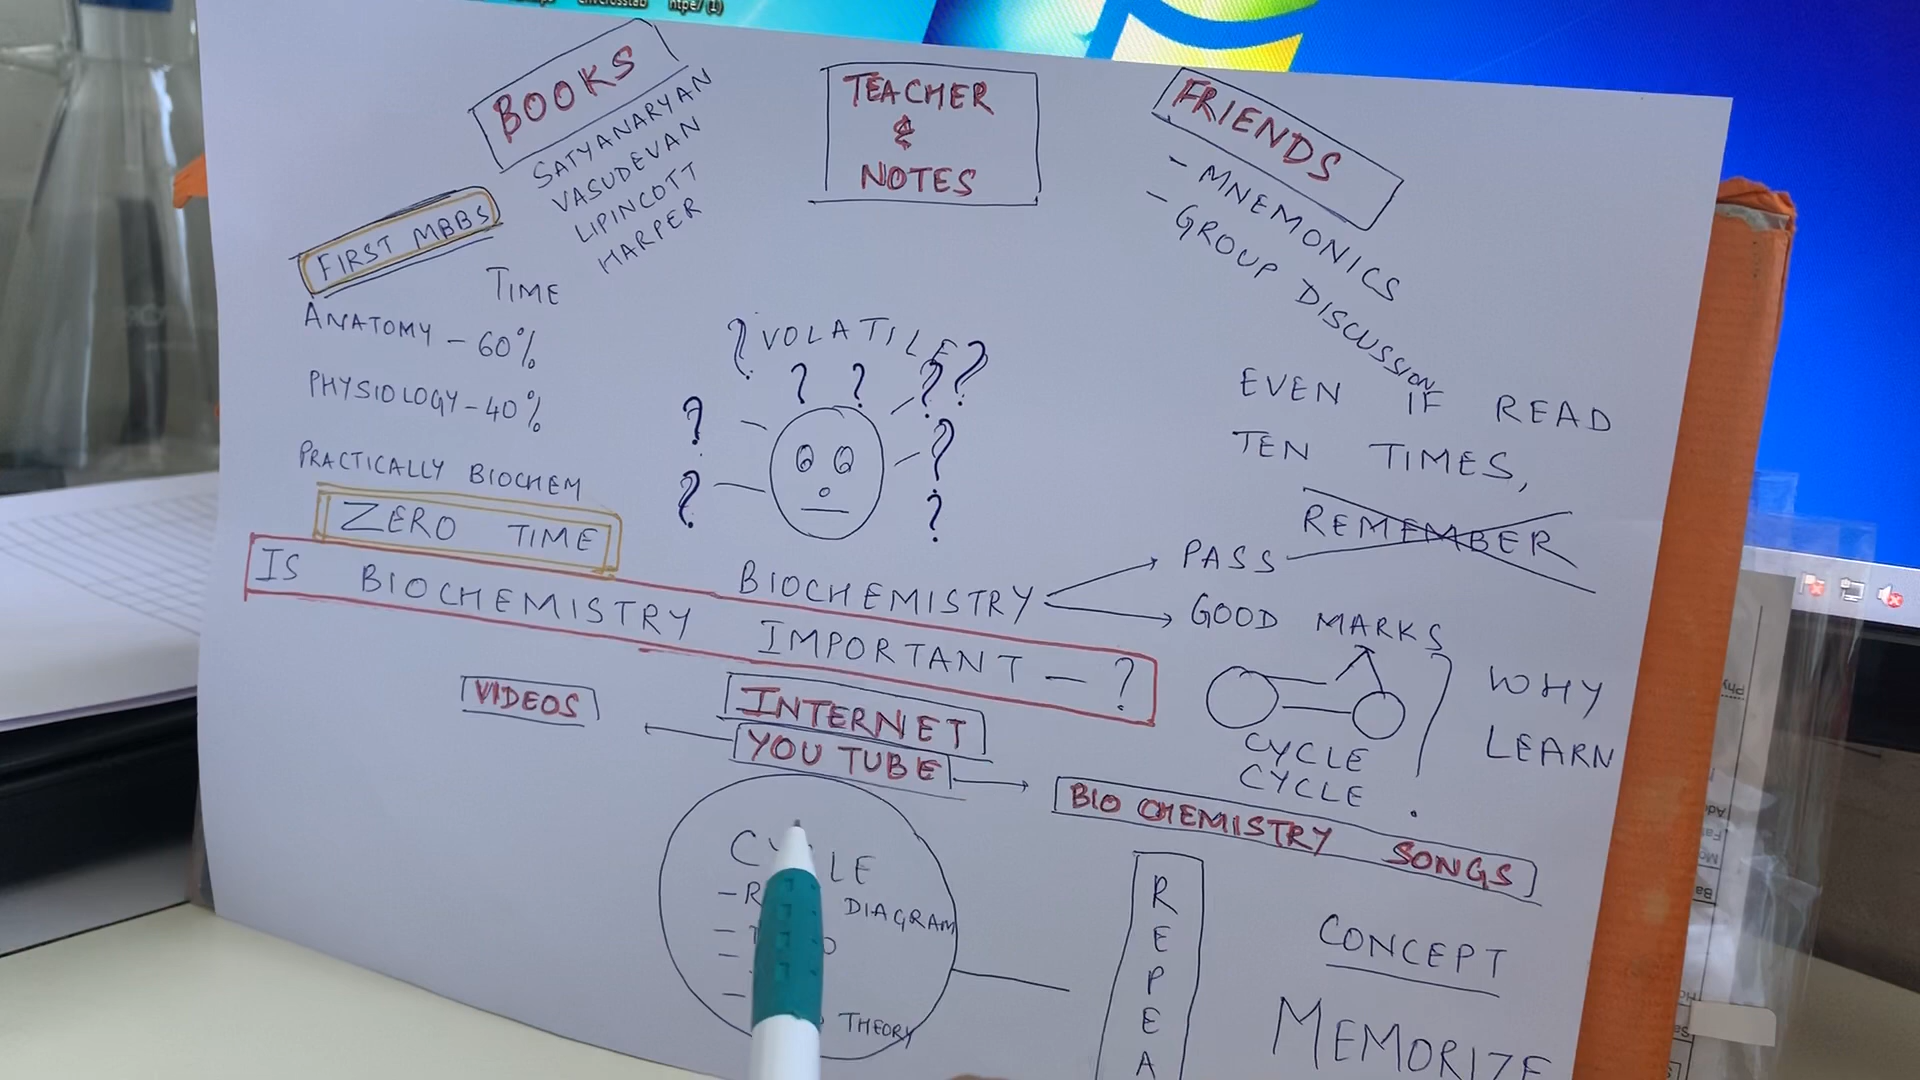 BOOKS
SATYANARYAN
VASUDEVAN
LIPINCOTT
HARPER
TEACHER
&
NOTES
FRIENDS
- MNEMONICS
- GROUP DISCUSSION
FIRST MBBS
TIME
ANATOMY - 60%
PHYSIOLOGY - 40%
PRACTICALLY BIOCHEM
ZERO TIME
? VOLATILE ?
? ? ?
? ?
? ?
EVEN IF READ
TEN TIMES,
REMEMBER
BIOCHEMISTRY
PASS
GOOD MARKS
IS BIOCHEMISTRY IMPORTANT - ?
CYCLE
CYCLE
WHY
LEARN
VIDEOS
INTERNET
YOU TUBE
BIO CHEMISTRY SONGS
DIAGRAM
THEORY
CONCEPT
MEMORIZE